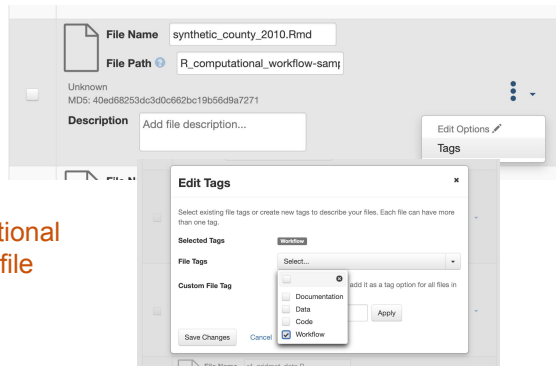 File Name synthetic_county_2010.Rmd
File Path R_computational_workflow-samp
Unknown
MD5: 40ed68253dc3d0c662bc19b56d9a7271
Description Add file description...
Edit Options
Tags
tional
file
Edit Tags
Select existing file tags or create new tags to describe your files. Each file can have more
than one tag.
Selected Tags Workflow
File Tags Select...
Custom File Tag add it as a tag option for all files in
Documentation
Data
Code
Workflow
Apply
Save Changes Cancel
File Name